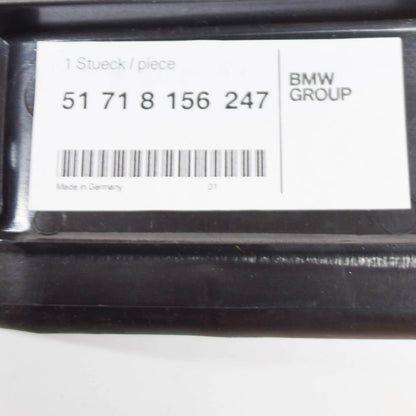 1 Stueck / piece
51 71 8 156 247
BMW
GROUP
Made in Germany 01